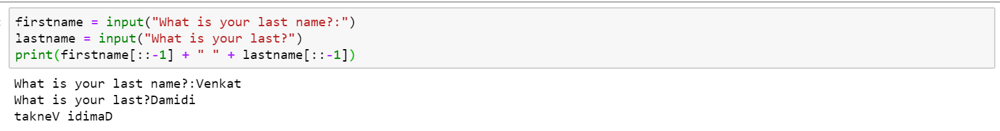 firstname = input("What is your last name?:")
lastname = input("What is your last?")
print(firstname[::-1] + " " + lastname[::-1])
What is your last name?:Venkat
What is your last?Damidi
takneV idimaD